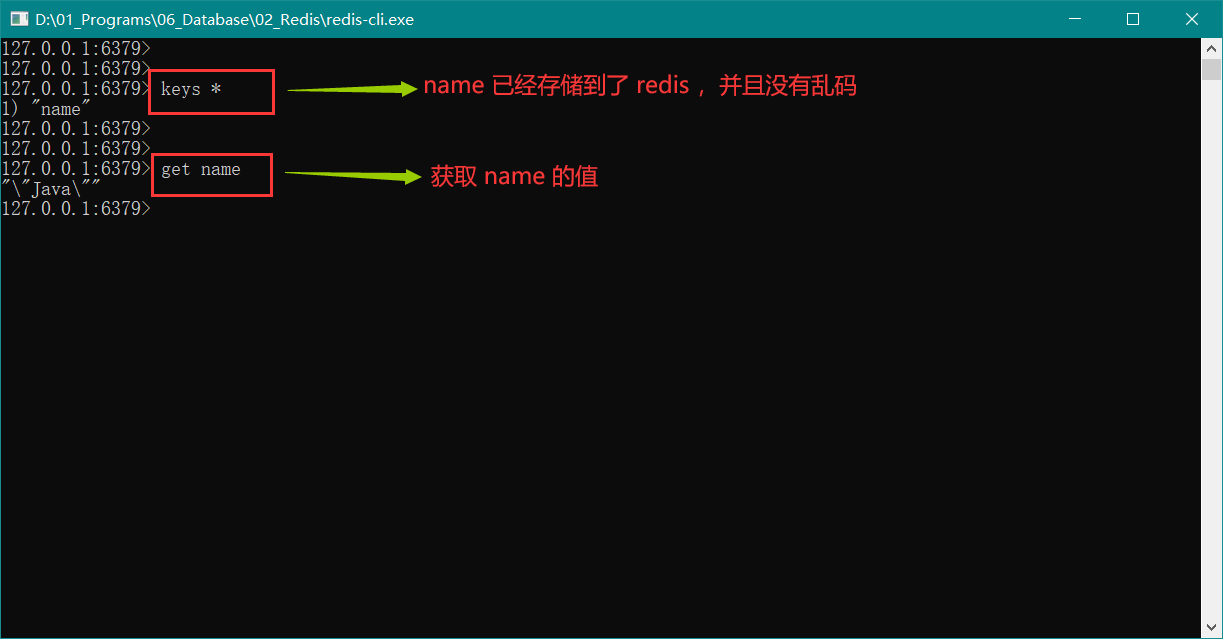 D:\01_Programs\06_Database\02_Redis\redis-cli.exe
127.0.0.1:6379>
127.0.0.1:6379>
127.0.0.1:6379> keys *
name 已经存储到了 redis ，并且没有乱码
1) "name"
127.0.0.1:6379>
127.0.0.1:6379>
127.0.0.1:6379> get name
获取 name 的值
"\"Java\""
127.0.0.1:6379>